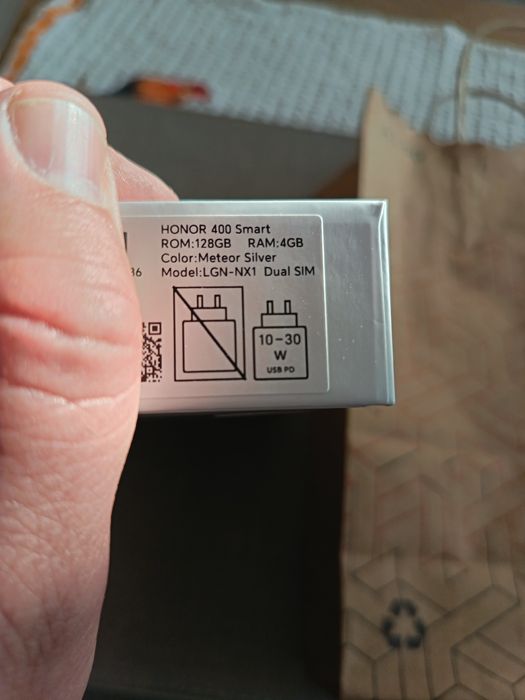 HONOR 400 Smart
ROM:128GB RAM:4GB
Color:Meteor Silver
Model:LGN-NX1 Dual SIM
10-30
W
USB PD